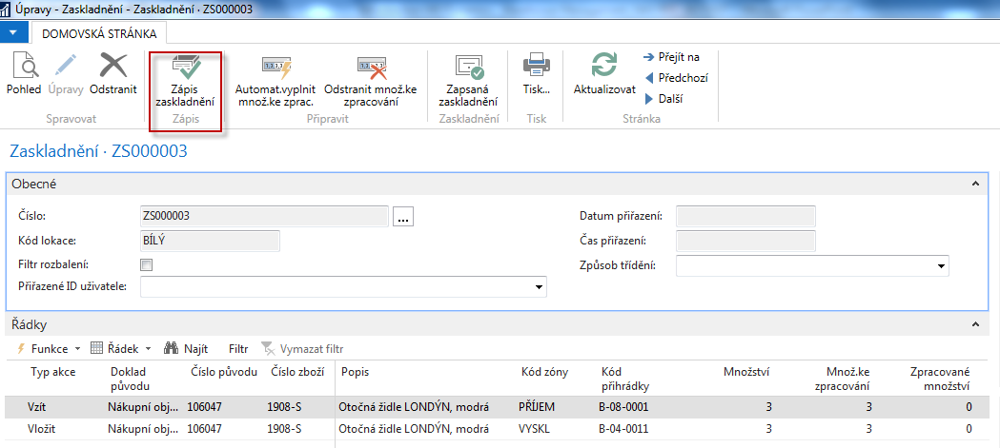 Úpravy - Zaskladnění - Zaskladnění · ZS000003
DOMOVSKÁ STRÁNKA
Pohled
Úpravy
Odstranit
Spravovat
Zápis
zaskladnění
Zápis
Automat.vyplnit
množ.ke zprac.
Odstranit množ.ke
zpracování
Připravit
Zapsaná
zaskladnění
Zaskladnění
Tisk...
Tisk
Aktualizovat
Přejít na
Předchozí
Další
Stránka
Zaskladnění · ZS000003
Obecné
Číslo: ZS000003 ...
Kód lokace: BÍLÝ
Filtr rozbalení:
Přiřazené ID uživatele:
Datum přiřazení:
Čas přiřazení:
Způsob třídění:
Řádky
Funkce Řádek Najít Filtr Vymazat filtr
Typ akce Doklad původu Číslo původu Číslo zboží Popis Kód zóny Kód přihrádky Množství Množ.ke zpracování Zpracované množství
Vzít Nákupní obj... 106047 1908-S Otočná židle LONDÝN, modrá PŘÍJEM B-08-0001 3 3 0
Vložit Nákupní obj... 106047 1908-S Otočná židle LONDÝN, modrá VYSKL B-04-0011 3 3 0